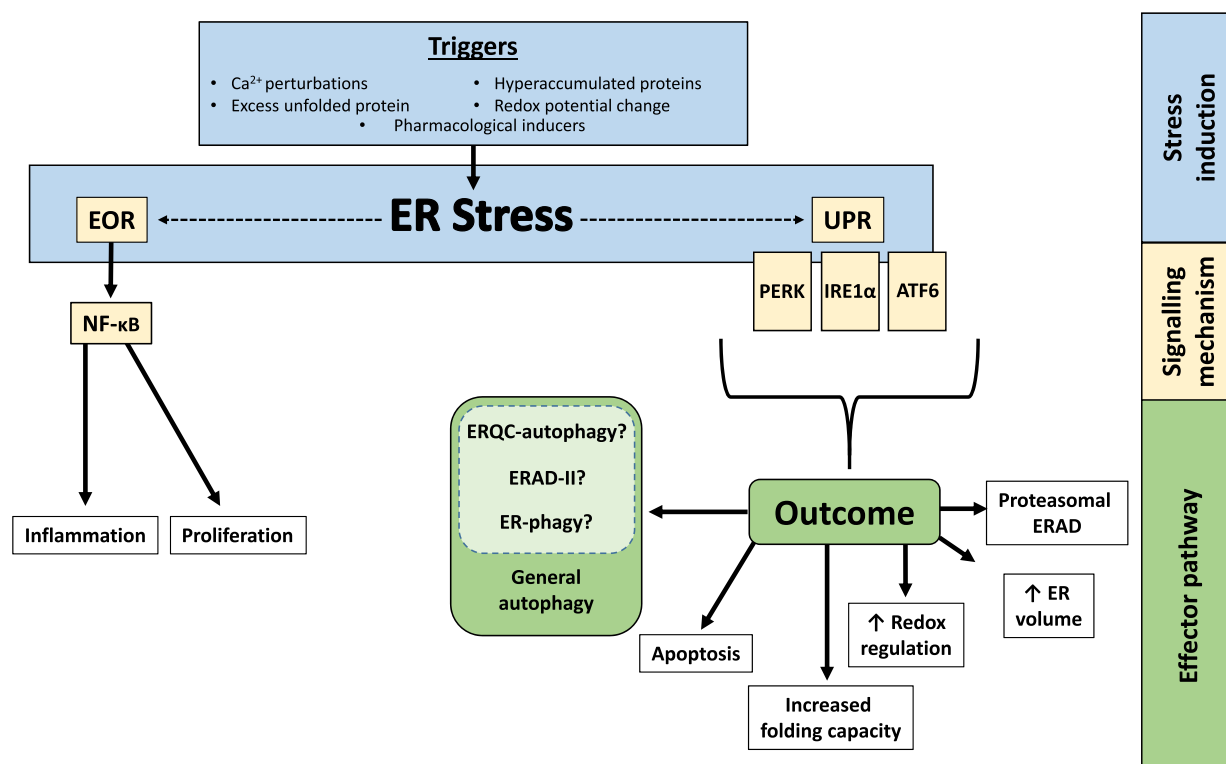 Triggers
• Ca²⁺ perturbations
• Hyperaccumulated proteins
• Excess unfolded protein
• Redox potential change
• Pharmacological inducers
EOR
ER Stress
UPR
PERK
IRE1α
ATF6
NF-κB
Inflammation
Proliferation
ERQC-autophagy?
ERAD-II?
ER-phagy?
General
autophagy
Outcome
Proteasomal
ERAD
↑ ER
volume
↑ Redox
regulation
Apoptosis
Increased
folding capacity
Stress
induction
Signalling
mechanism
Effector pathway